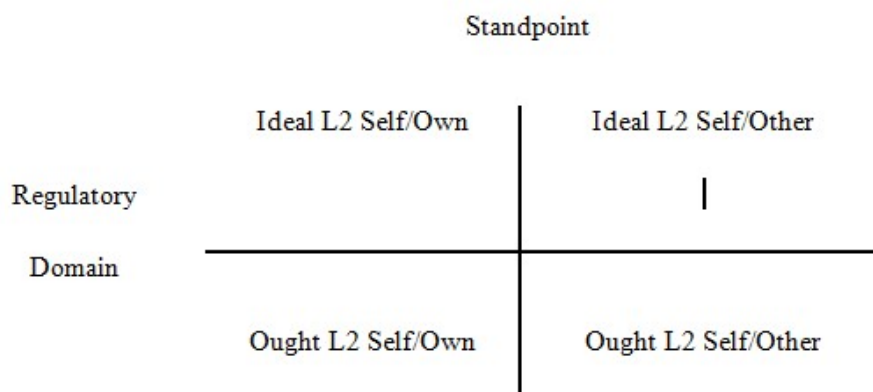 Standpoint
Ideal L2 Self/Own Ideal L2 Self/Other
Regulatory
Domain
Ought L2 Self/Own Ought L2 Self/Other